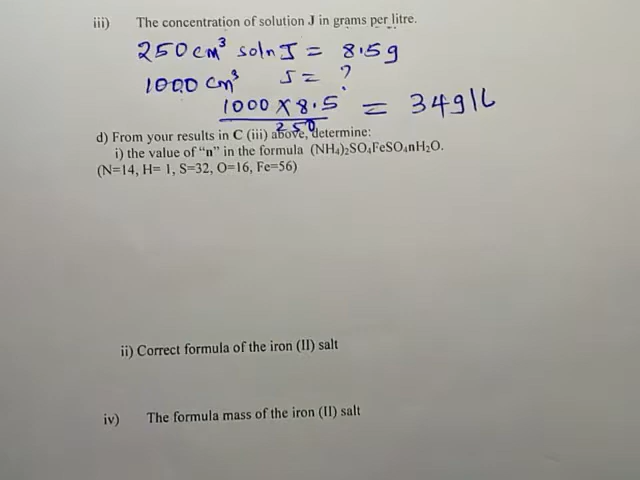 iii) The concentration of solution J in grams per litre.
250 cm³ soln J = 8.5g
1000 cm³ J = ?
1000 x 8.5 = 34g/L
250
d) From your results in C (iii) above, determine:
i) the value of “n” in the formula (NH₄)₂SO₄FeSO₄nH₂O.
(N=14, H= 1, S=32, O=16, Fe=56)
ii) Correct formula of the iron (II) salt
iv) The formula mass of the iron (II) salt